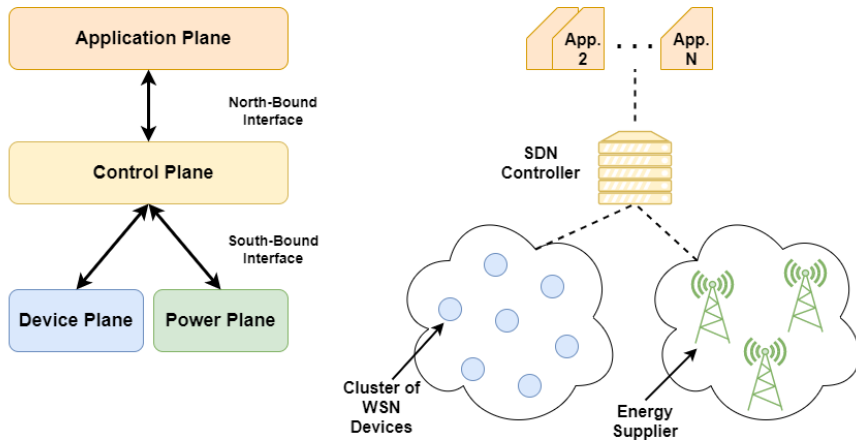 Application Plane
North-Bound
Interface
Control Plane
South-Bound
Interface
Device Plane
Power Plane
App.
2
. . .
App.
N
SDN
Controller
Cluster of
WSN
Devices
Energy
Supplier